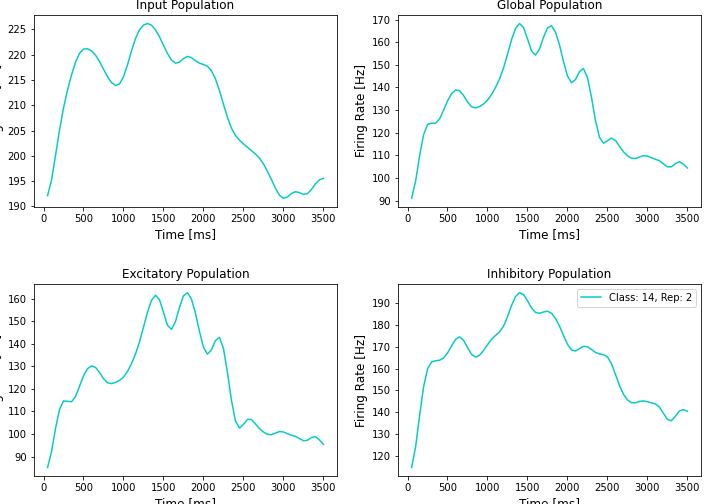 Input Population
225
220
215
210
205
200
195
190
0 500 1000 1500 2000 2500 3000 3500
Time [ms]
Global Population
Firing Rate [Hz]
170
160
150
140
130
120
110
100
90
0 500 1000 1500 2000 2500 3000 3500
Time [ms]
Excitatory Population
160
150
140
130
120
110
100
90
0 500 1000 1500 2000 2500 3000 3500
Time [ms]
Inhibitory Population
Class: 14, Rep: 2
Firing Rate [Hz]
190
180
170
160
150
140
130
120
0 500 1000 1500 2000 2500 3000 3500
Time [ms]